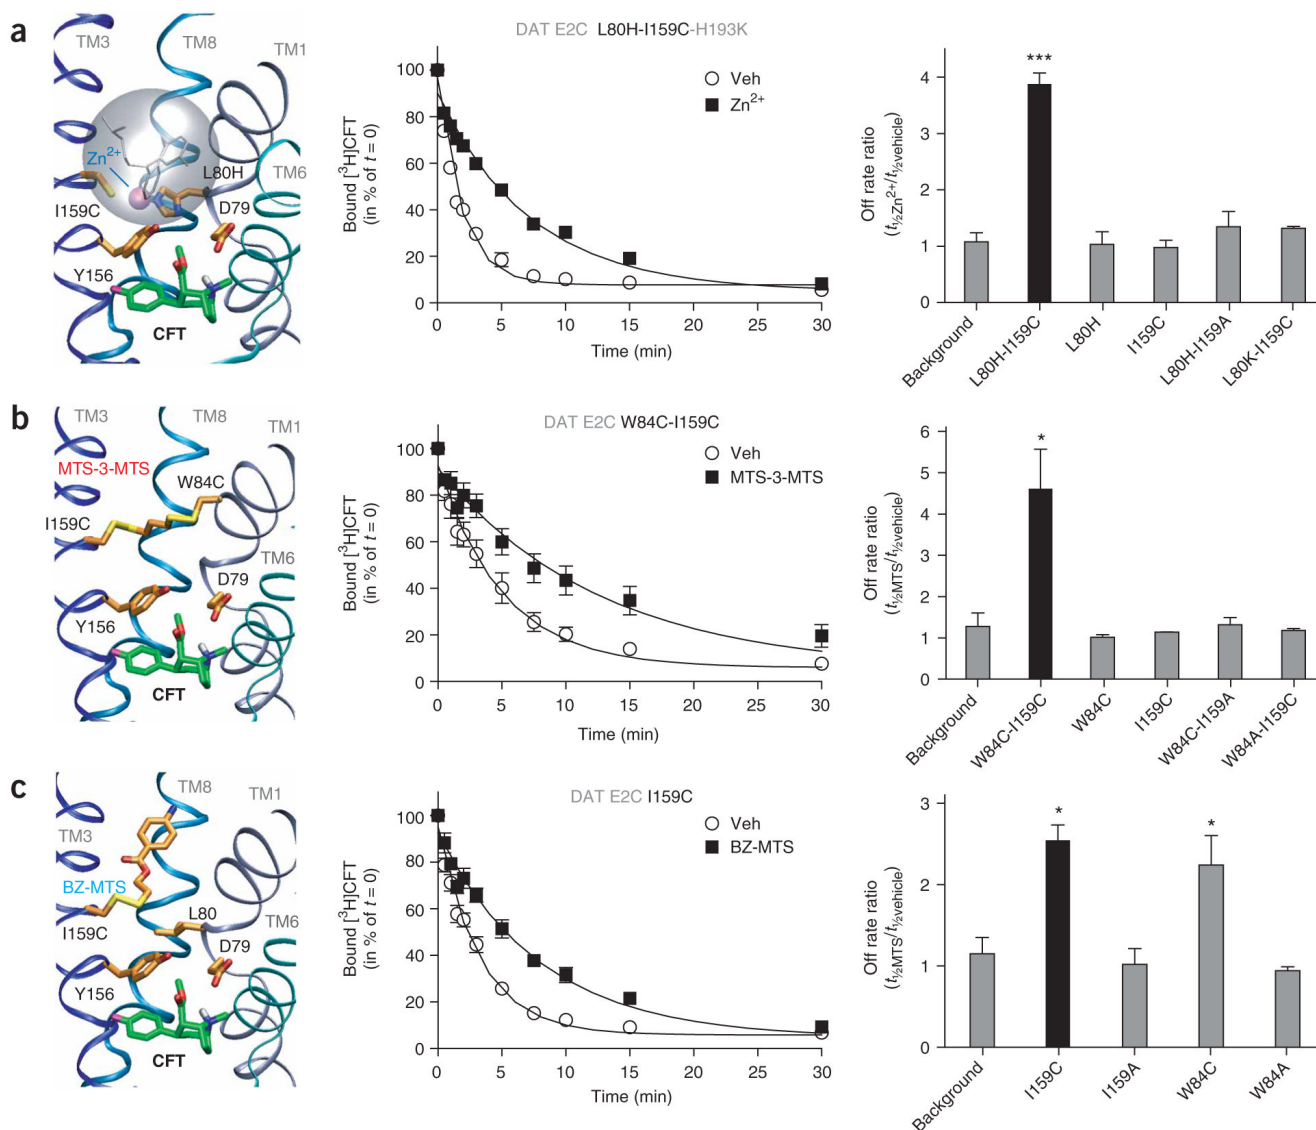 a
TM3
TM8
TM1
Zn2+
L80H
TM6
I159C
D79
Y156
CFT
DAT E2C L80H-I159C-H193K
Veh
Zn2+
Bound [3H]CFT
(in % of t = 0)
100
80
60
40
20
0
0
5
10
15
20
25
30
Time (min)
Off rate ratio
(t½Zn2+/t½vehicle)
4
3
2
1
0
***
Background
L80H-I159C
L80H
I159C
L80H-I159A
L80K-I159C
b
TM3
TM8
TM1
MTS-3-MTS
W84C
I159C
TM6
D79
Y156
CFT
DAT E2C W84C-I159C
Veh
MTS-3-MTS
Bound [3H]CFT
(in % of t = 0)
100
80
60
40
20
0
0
5
10
15
20
25
30
Time (min)
Off rate ratio
(t½MTS/t½vehicle)
6
5
4
3
2
1
0
*
Background
W84C-I159C
W84C
I159C
W84C-I159A
W84A-I159C
c
TM8
TM1
TM3
BZ-MTS
L80
I159C
TM6
D79
Y156
CFT
DAT E2C I159C
Veh
BZ-MTS
Bound [3H]CFT
(in % of t = 0)
100
80
60
40
20
0
0
5
10
15
20
25
30
Time (min)
Off rate ratio
(t½MTS/t½vehicle)
3
2
1
0
*
*
Background
I159C
I159A
W84C
W84A